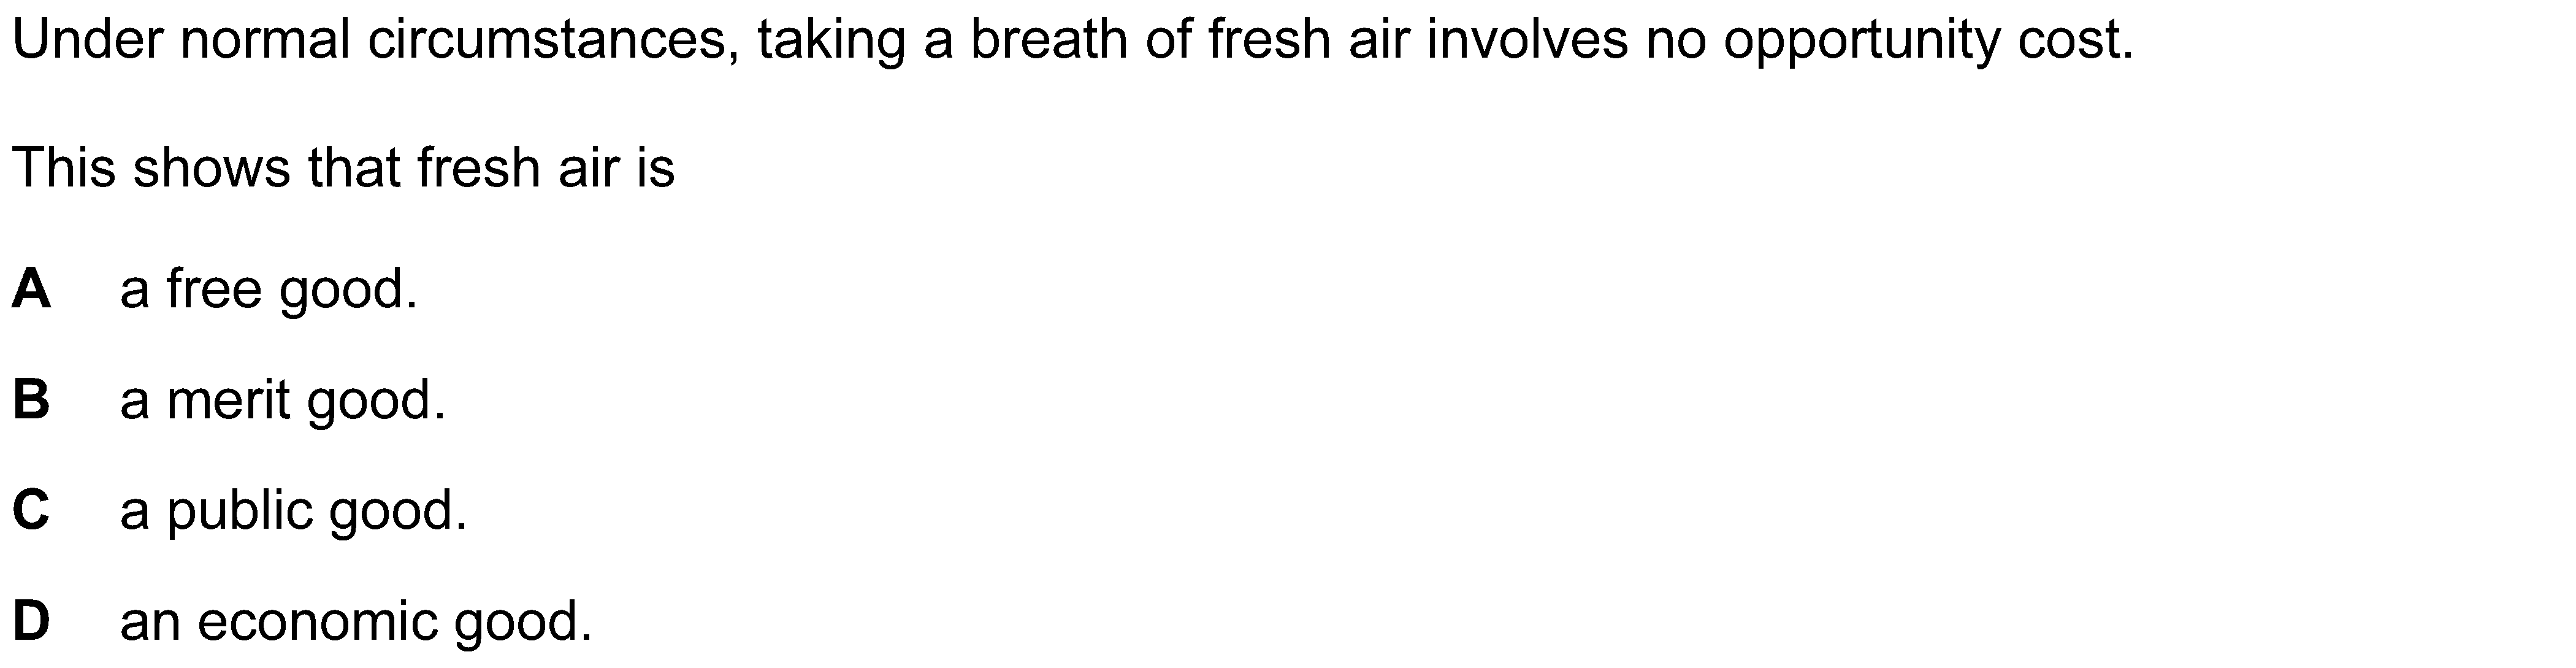 Under normal circumstances, taking a breath of fresh air involves no opportunity cost.
This shows that fresh air is
A a free good.
B a merit good.
C a public good.
D an economic good.